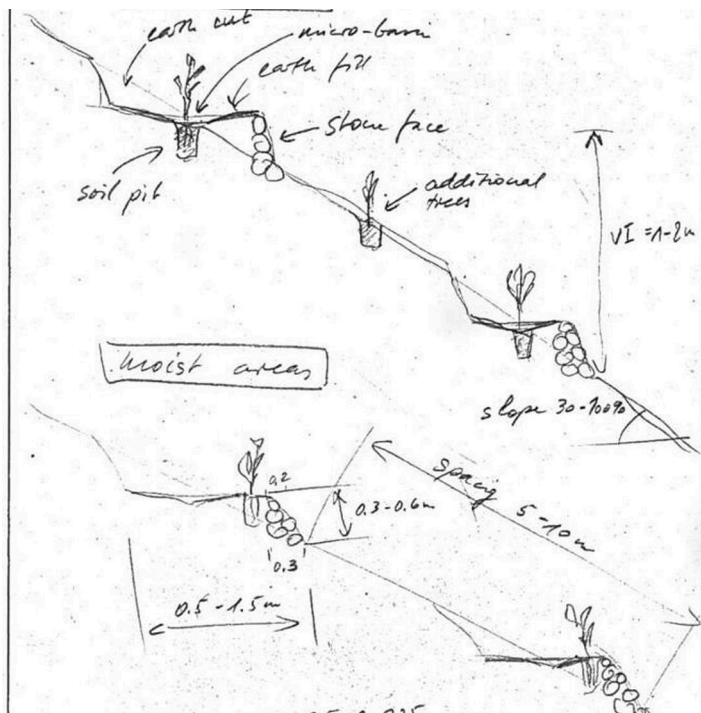 earth cut
micro-basin
earth fill
stone face
soil pit
additional
trees
VI = 1-2m
moist areas
slope 30-100%
0.2
0.3-0.6m
spacing
5-10m
0.3
0.5-1.5m